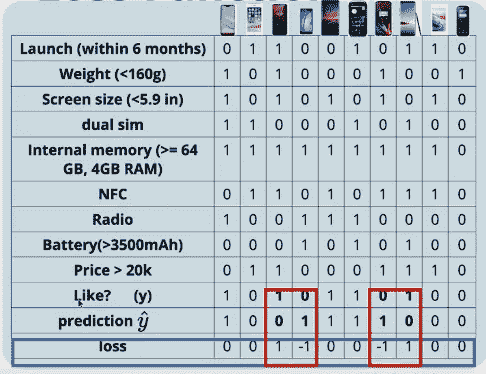 Launch (within 6 months) 0 1 1 0 0 1 0 1 1 0
Weight (<160g) 1 0 1 0 0 0 1 0 0 1
Screen size (<5.9 in) 1 0 1 0 1 0 1 0 1 0
dual sim 1 1 0 0 0 1 0 1 0 0
Internal memory (>= 64 1 1 1 1 1 1 1 1 1 1
GB, 4GB RAM)
NFC 0 1 1 0 1 0 1 1 1 0
Radio 1 0 0 1 1 1 0 0 0 0
Battery(>3500mAh) 0 0 0 1 0 1 0 1 0 0
Price > 20k 0 1 1 0 0 0 1 1 1 0
Like? (y) 1 0 1 0 1 1 0 1 0 0
prediction ŷ 1 0 0 1 1 1 1 0 0 0
loss 0 0 1 -1 0 0 -1 1 0 0